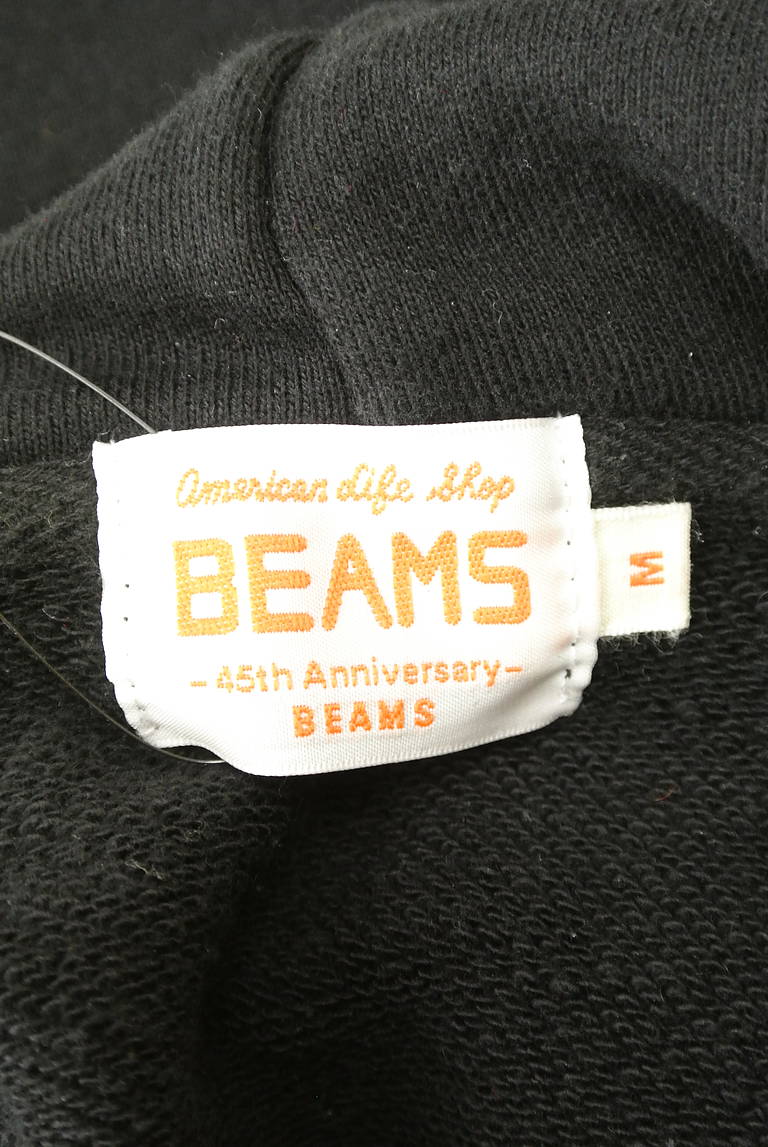 American Life Shop
BEAMS
-45th Anniversary-
BEAMS
M